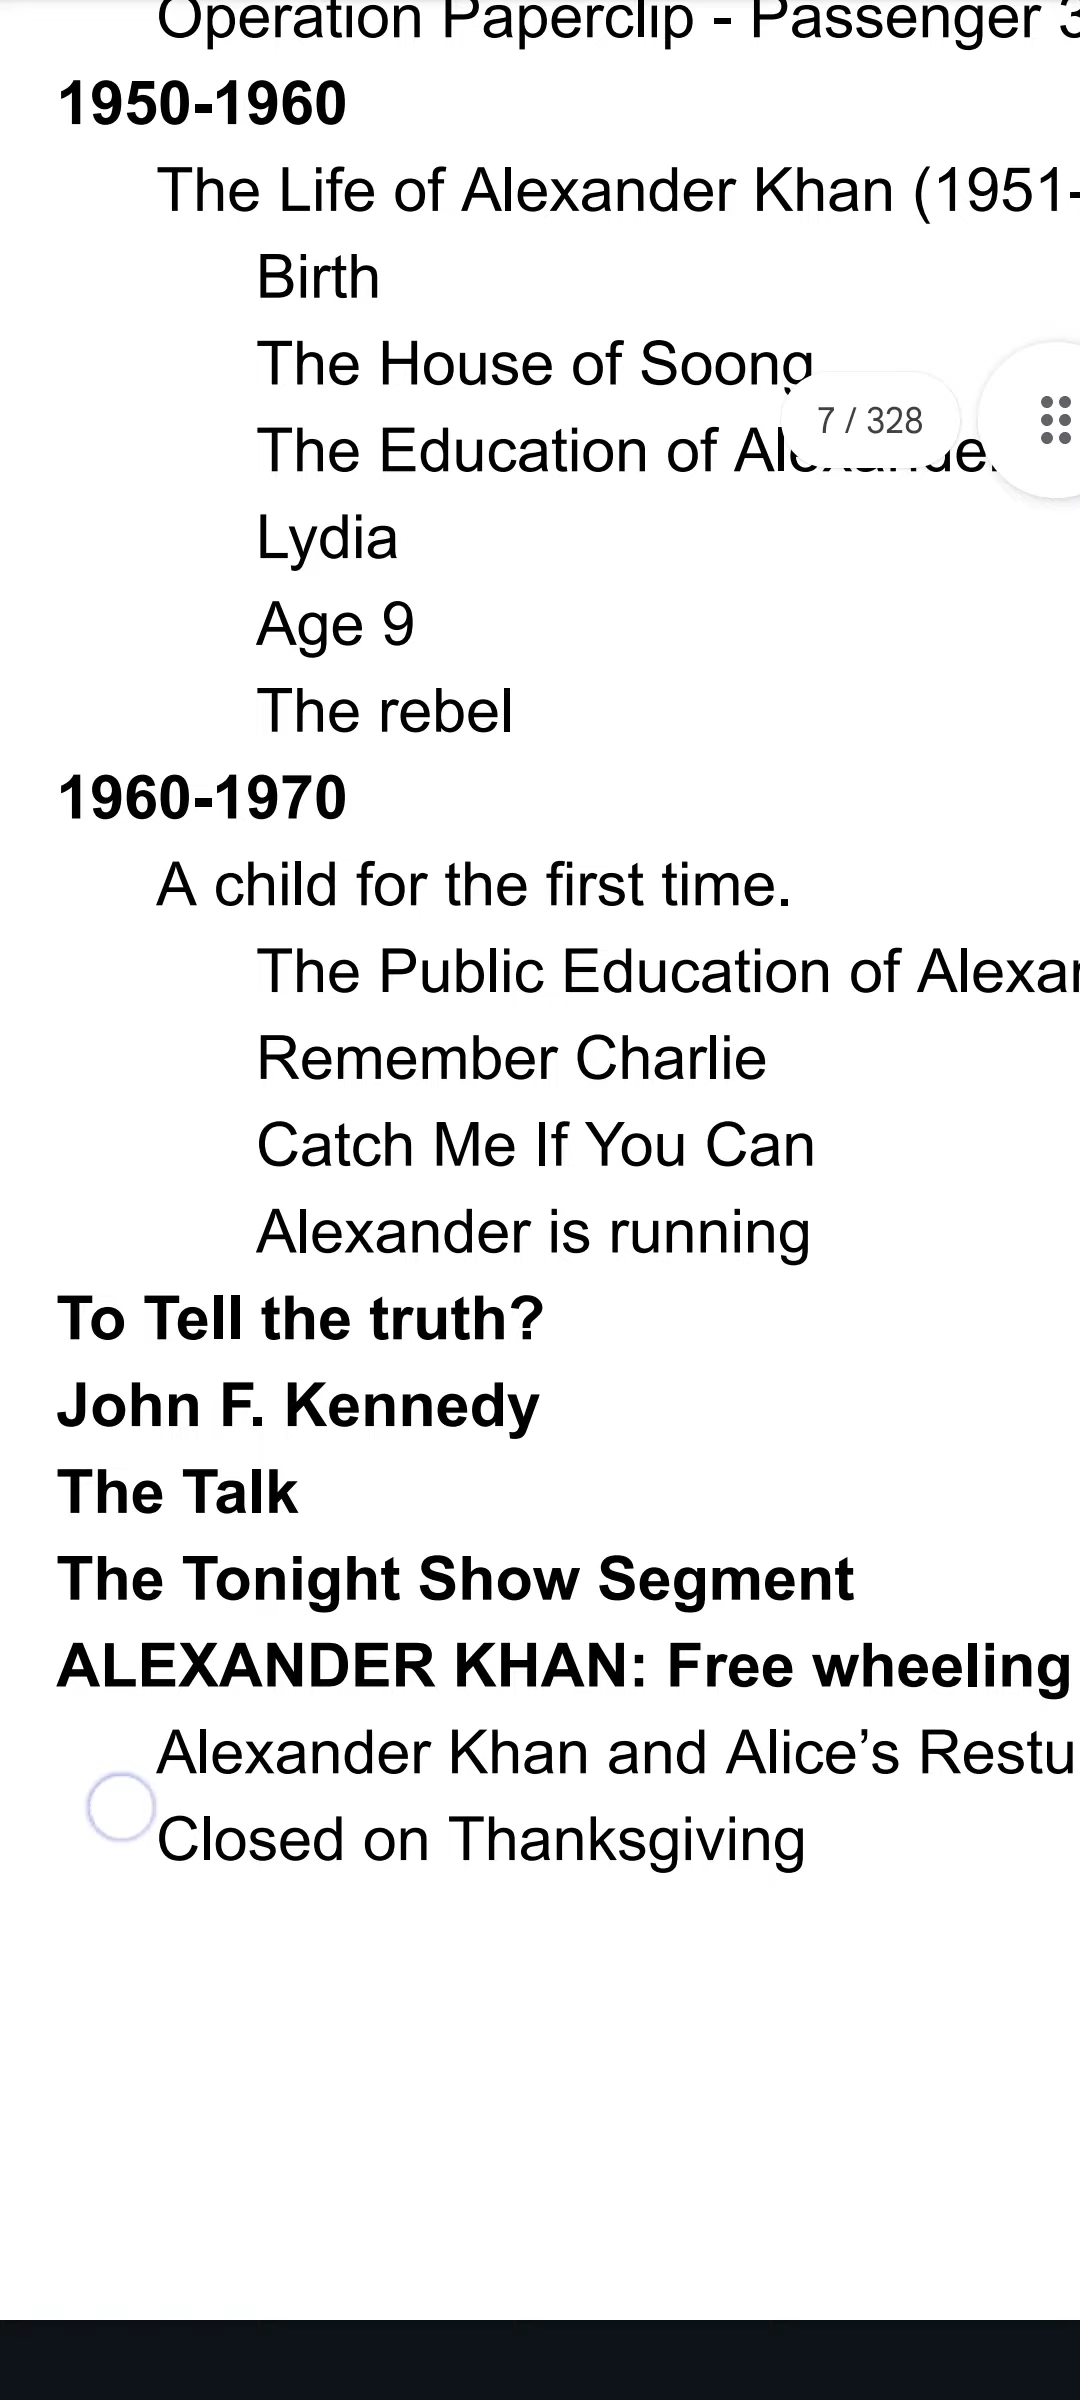 Operation Paperclip - Passenger 3
1950-1960
The Life of Alexander Khan (1951-
Birth
The House of Soong
7 / 328
The Education of
Lydia
Age 9
The rebel
1960-1970
A child for the first time.
The Public Education of Alexan
Remember Charlie
Catch Me If You Can
Alexander is running
To Tell the truth?
John F. Kennedy
The Talk
The Tonight Show Segment
ALEXANDER KHAN: Free wheeling
Alexander Khan and Alice’s Restu
Closed on Thanksgiving